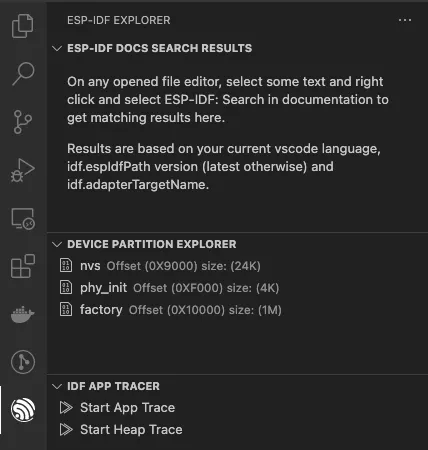 ESP-IDF EXPLORER
ESP-IDF DOCS SEARCH RESULTS
On any opened file editor, select some text and right
click and select ESP-IDF: Search in documentation to
get matching results here.
Results are based on your current vscode language,
idf.espIdfPath version (latest otherwise) and
idf.adapterTargetName.
DEVICE PARTITION EXPLORER
nvs Offset (0X9000) size: (24K)
phy_init Offset (0XF000) size: (4K)
factory Offset (0X10000) size: (1M)
IDF APP TRACER
Start App Trace
Start Heap Trace